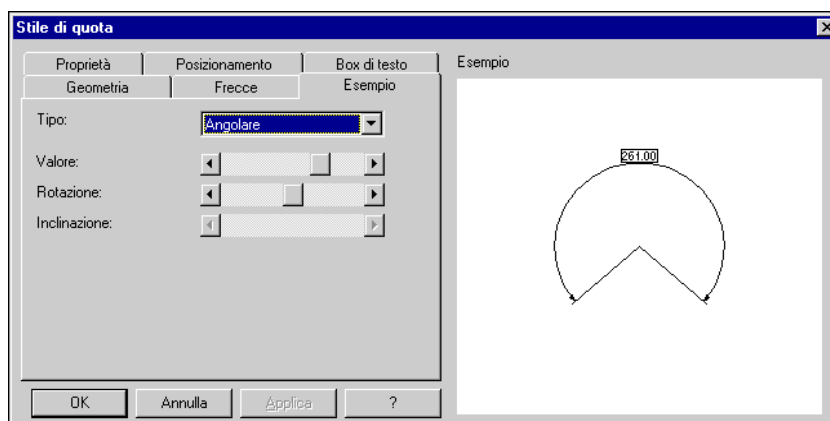 Stile di quota
Proprietà
Posizionamento
Box di testo
Geometria
Frecce
Esempio
Tipo:
Angolare
Valore:
Rotazione:
Inclinazione:
OK
Annulla
Applica
?
Esempio
261.00